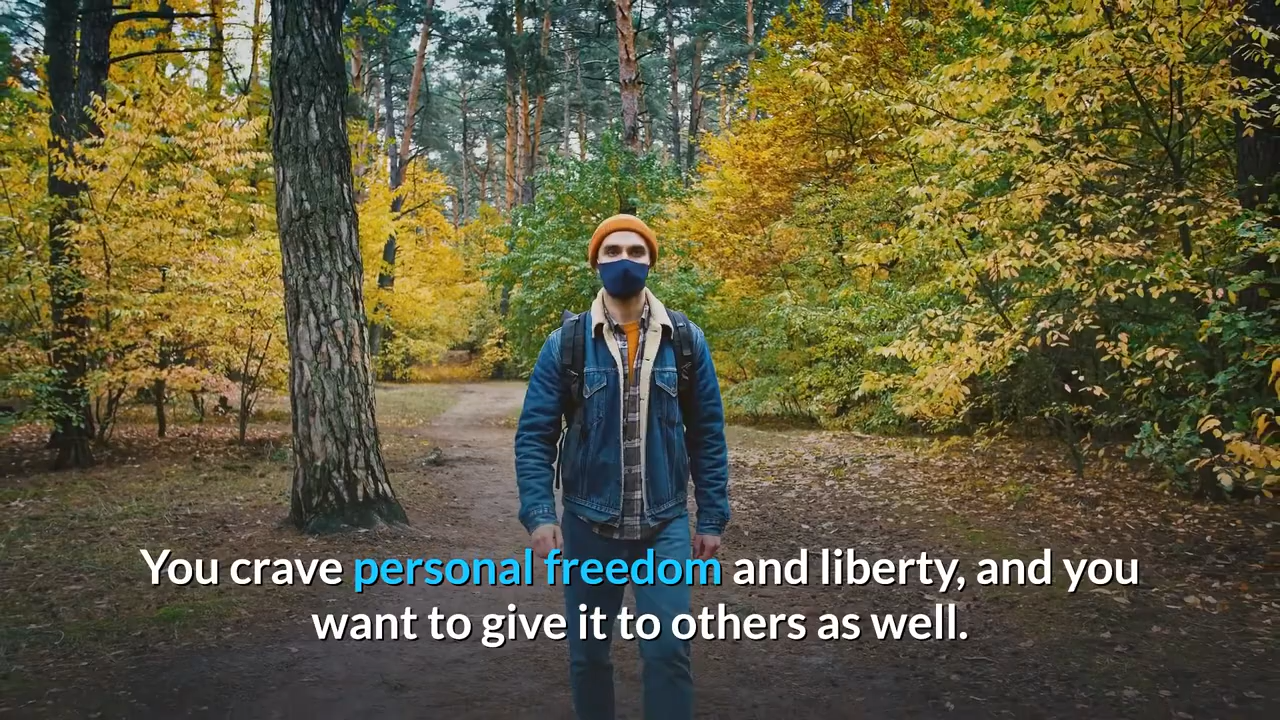 You crave personal freedom and liberty, and you
want to give it to others as well.